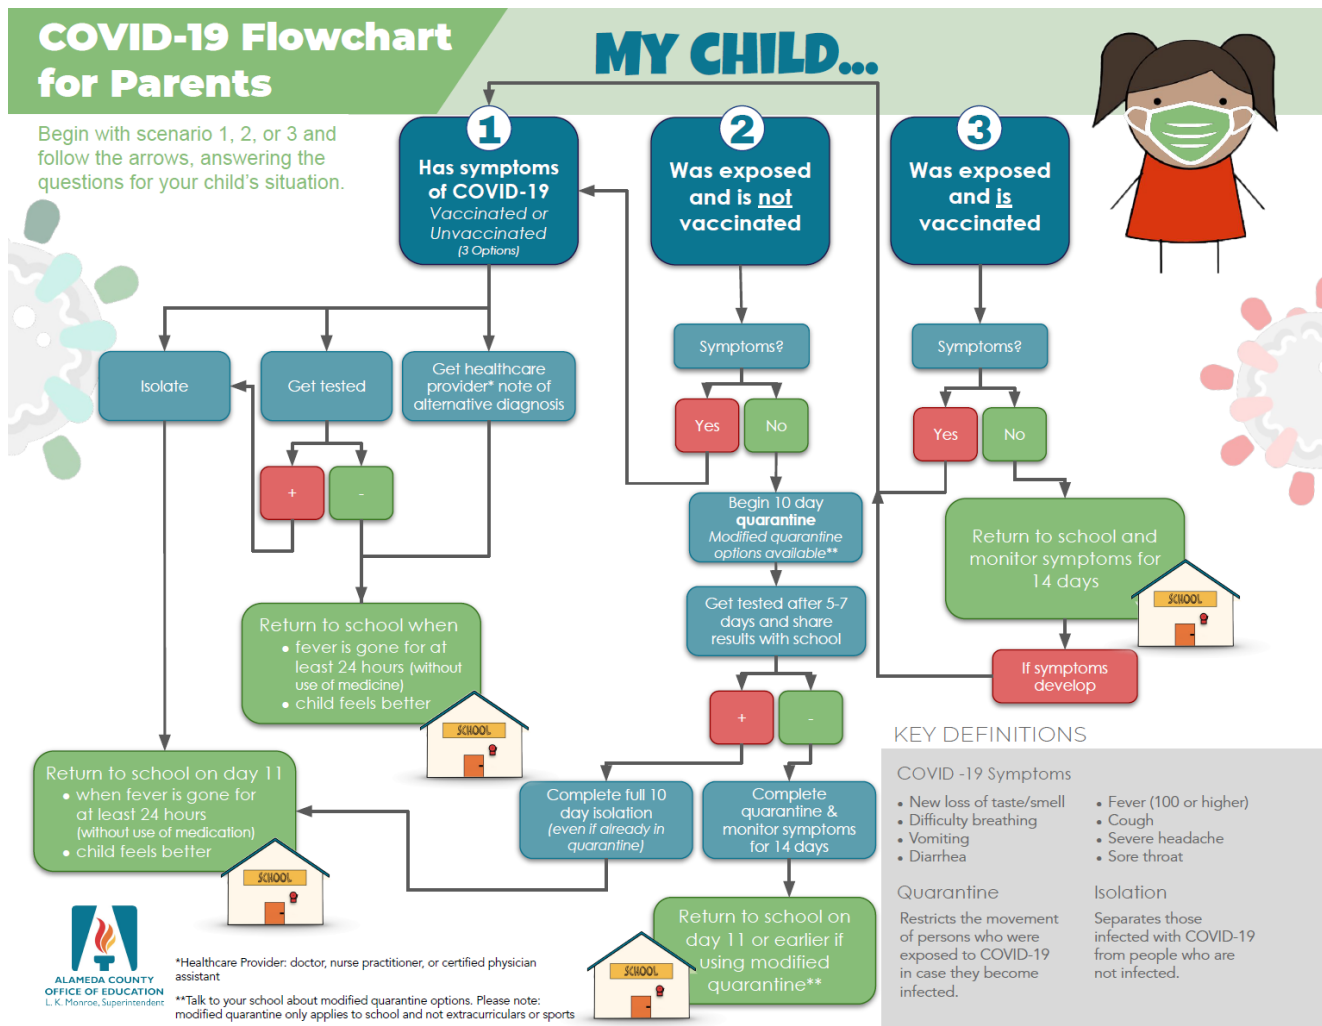 COVID-19 Flowchart
for Parents
MY CHILD...
Begin with scenario 1, 2, or 3 and
follow the arrows, answering the
questions for your child's situation.
1
Has symptoms
of COVID-19
Vaccinated or
Unvaccinated
(3 Options)
2
Was exposed
and is not
vaccinated
3
Was exposed
and is
vaccinated
Isolate
Get tested
Get healthcare
provider* note of
alternative diagnosis
+
-
Return to school when
• fever is gone for at
least 24 hours (without
use of medicine)
• child feels better
SCHOOL
Return to school on day 11
• when fever is gone for
at least 24 hours
(without use of medication)
• child feels better
SCHOOL
Symptoms?
Yes
No
Begin 10 day
quarantine
Modified quarantine
options available**
Get tested after 5-7
days and share
results with school
+
-
Complete full 10
day isolation
(even if already in
quarantine)
Complete
quarantine &
monitor symptoms
for 14 days
Return to school on
day 11 or earlier if
using modified
quarantine**
SCHOOL
Symptoms?
Yes
No
Return to school and
monitor symptoms for
14 days
SCHOOL
If symptoms
develop
KEY DEFINITIONS
COVID -19 Symptoms
• New loss of taste/smell
• Difficulty breathing
• Vomiting
• Diarrhea
• Fever (100 or higher)
• Cough
• Severe headache
• Sore throat
Quarantine
Restricts the movement
of persons who were
exposed to COVID-19
in case they become
infected.
Isolation
Separates those
infected with COVID-19
from people who are
not infected.
ALAMEDA COUNTY
OFFICE OF EDUCATION
L. K. Monroe, Superintendent
*Healthcare Provider: doctor, nurse practitioner, or certified physician
assistant
**Talk to your school about modified quarantine options. Please note:
modified quarantine only applies to school and not extracurriculars or sports